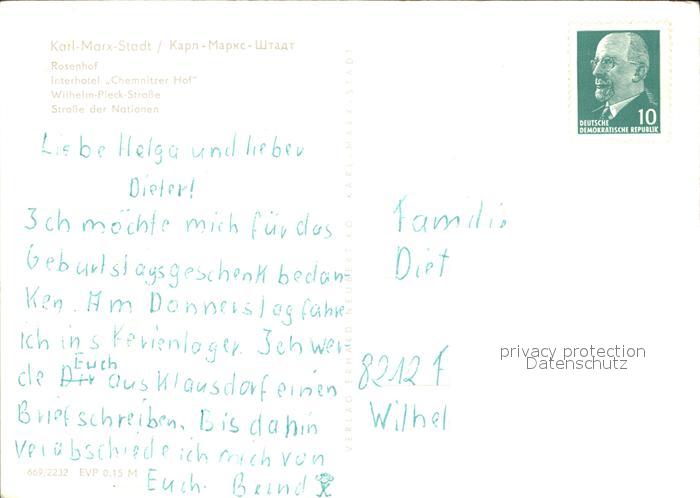 Karl-Marx-Stadt / Карл-Маркс-Штадт
Rosenhof
Interhotel „Chemnitzer Hof"
Wilhelm-Pieck-Straße
Straße der Nationen
DEUTSCHE
DEMOKRATISCHE REPUBLIK
10
Liebe Helga und lieber
Dieter!
Ich möchte mich für das
Geburtstagsgeschenk bedan
ken. Am Donnerstag fahre
ich ins Ferienlager. Ich wer
de Dir Euch aus Klausdorf einen
Brief schreiben. Bis dahin
verabschiede ich mich von
Euch. Bernd
669/2232 EVP 0,15 M
Familie
Diet
8212 F
Wilhel
privacy protection
Datenschutz